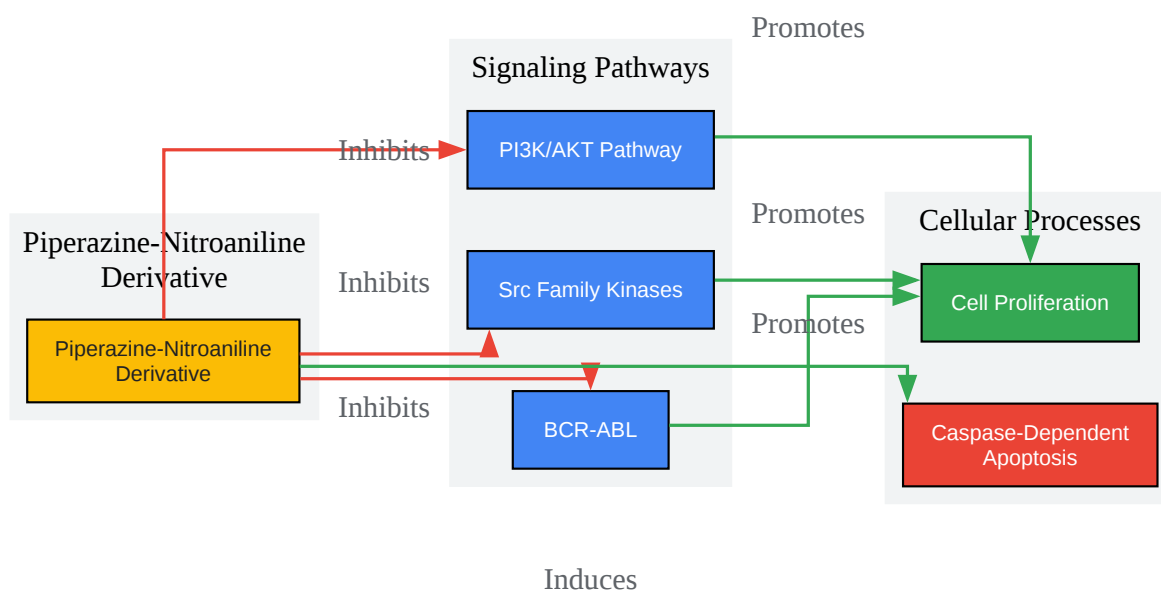 Promotes
Signaling Pathways
Inhibits
PI3K/AKT Pathway
Promotes
Cellular Processes
Piperazine-Nitroaniline
Derivative
Inhibits
Src Family Kinases
Cell Proliferation
Promotes
Piperazine-Nitroaniline
Derivative
Inhibits
BCR-ABL
Caspase-Dependent
Apoptosis
Induces